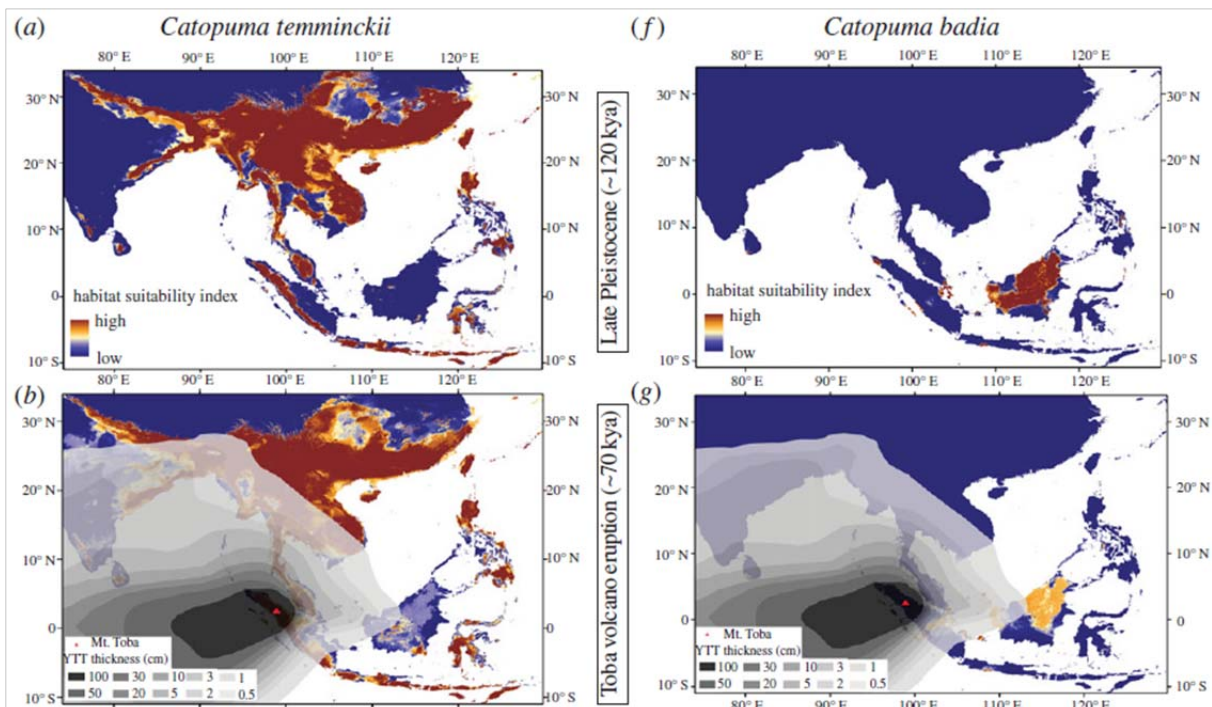 (a) Catopuma temminckii
80° E 90° E 100° E 110° E 120° E
30° N
20° N
10° N
0
10° S
30° N
20° N
10° N
0
10° S
habitat suitability index
high
low
Late Pleistocene (~120 kya)
(f) Catopuma badia
80° E 90° E 100° E 110° E 120° E
30° N
20° N
10° N
0
10° S
30° N
20° N
10° N
0
10° S
habitat suitability index
high
low
(b)
80° E 90° E 100° E 110° E 120° E
30° N
20° N
10° N
0
10° S
30° N
20° N
10° N
0
10° S
Mt. Toba
YTT thickness (cm)
100 30 10 3 1
50 20 5 2 0.5
Toba volcano eruption (~70 kya)
(g)
80° E 90° E 100° E 110° E 120° E
30° N
20° N
10° N
0
10° S
30° N
20° N
10° N
0
10° S
Mt. Toba
YTT thickness (cm)
100 30 10 3 1
50 20 5 2 0.5